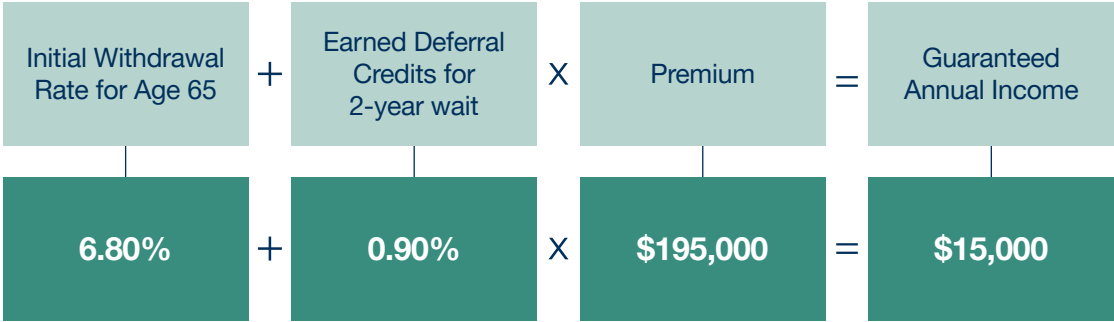 Initial Withdrawal
Rate for Age 65
+
Earned Deferral
Credits for
2-year wait
X
Premium
=
Guaranteed
Annual Income
6.80%
+
0.90%
X
$195,000
=
$15,000